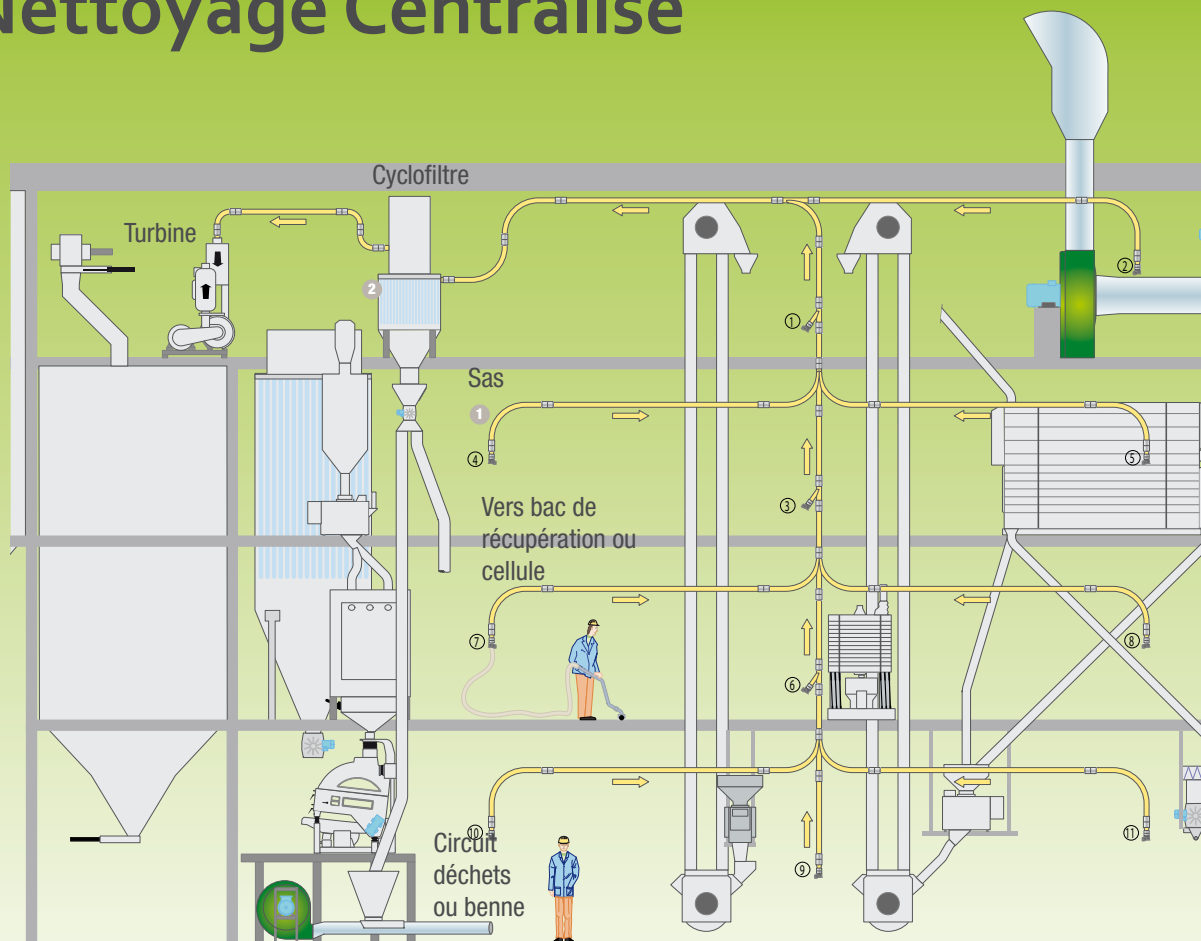 Nettoyage Centralisé
Cyclofiltre
Turbine
2
2
1
Sas
1
4
5
3
Vers bac de
récupération ou
cellule
7
8
6
10
11
Circuit
déchets
ou benne
9